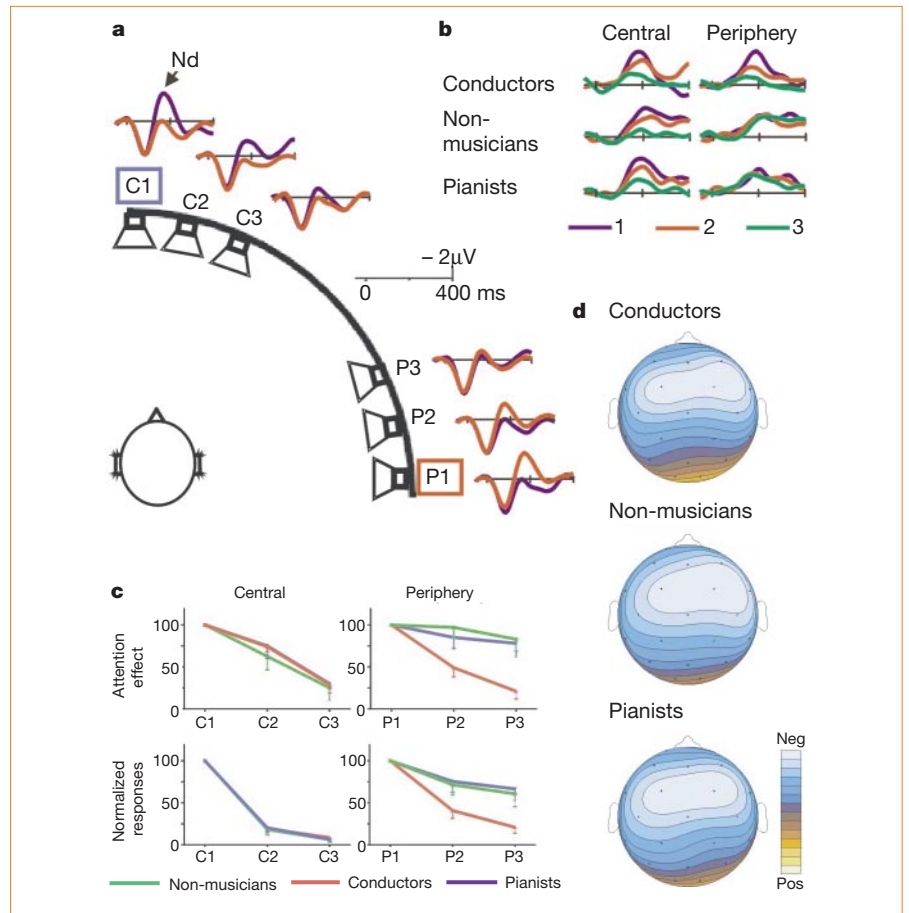 a
Nd
C1
C2
C3
– 2µV
0
400 ms
P3
P2
P1
b
Central
Periphery
Conductors
Non-
musicians
Pianists
1
2
3
c
Central
Periphery
Attention
effect
100
50
0
C1
C2
C3
100
50
0
P1
P2
P3
Normalized
responses
100
50
0
C1
C2
C3
100
50
0
P1
P2
P3
Non-musicians
Conductors
Pianists
d
Conductors
Non-musicians
Pianists
Neg
Pos